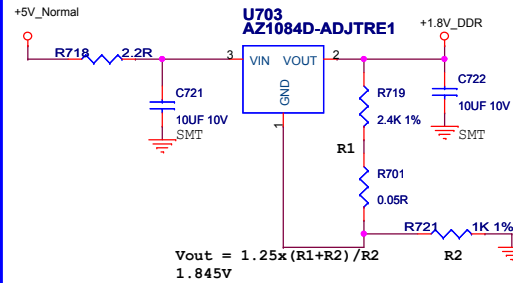 +5V_Normal
U703
AZ1084D-ADJTRE1
+1.8V_DDR
R718
2.2R
3
VIN
VOUT
2
GND
1
C721
10UF 10V
SMT
R719
2.4K 1%
R1
C722
10UF 10V
SMT
R701
0.05R
R721
1K 1%
R2
Vout = 1.25x(R1+R2)/R2
1.845V